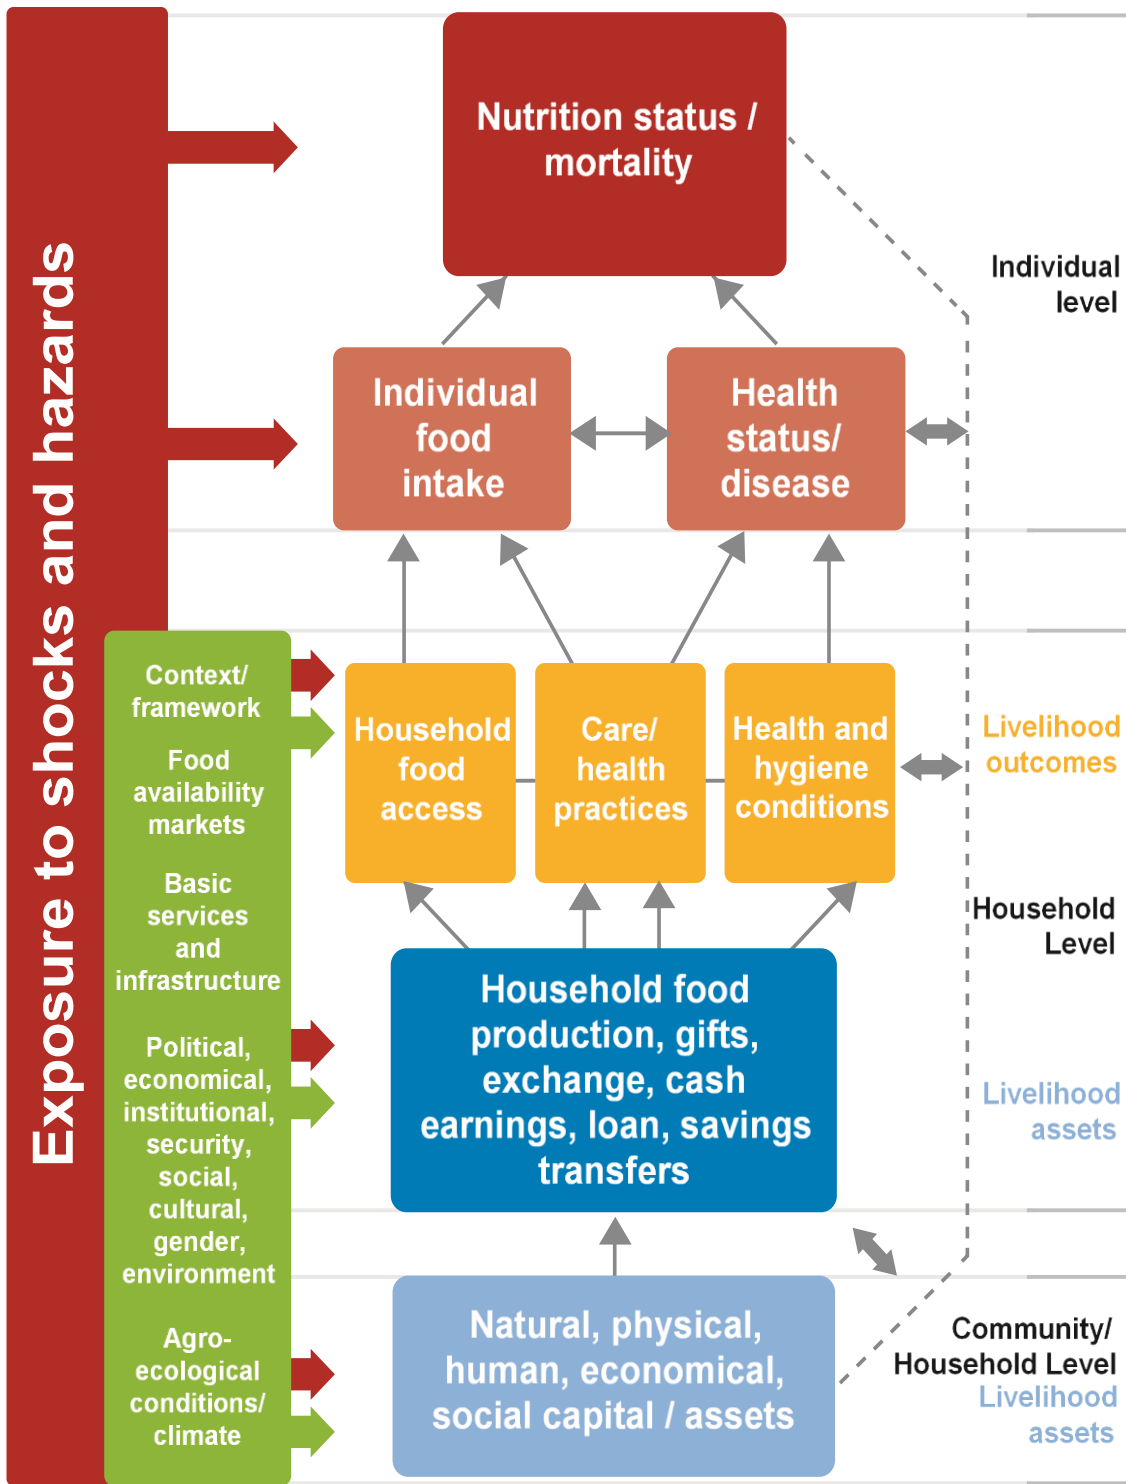 Exposure to shocks and hazards
Nutrition status /
mortality
Individual
level
Individual
food
intake
Health
status/
disease
Context/
framework
Food
availability
markets
Basic
services
and
infrastructure
Political,
economical,
institutional,
security,
social,
cultural,
gender,
environment
Agro-
ecological
conditions/
climate
Household
food
access
Care/
health
practices
Health and
hygiene
conditions
Livelihood
outcomes
Household
Level
Household food
production, gifts,
exchange, cash
earnings, loan, savings
transfers
Livelihood
assets
Natural, physical,
human, economical,
social capital / assets
Community/
Household Level
Livelihood
assets